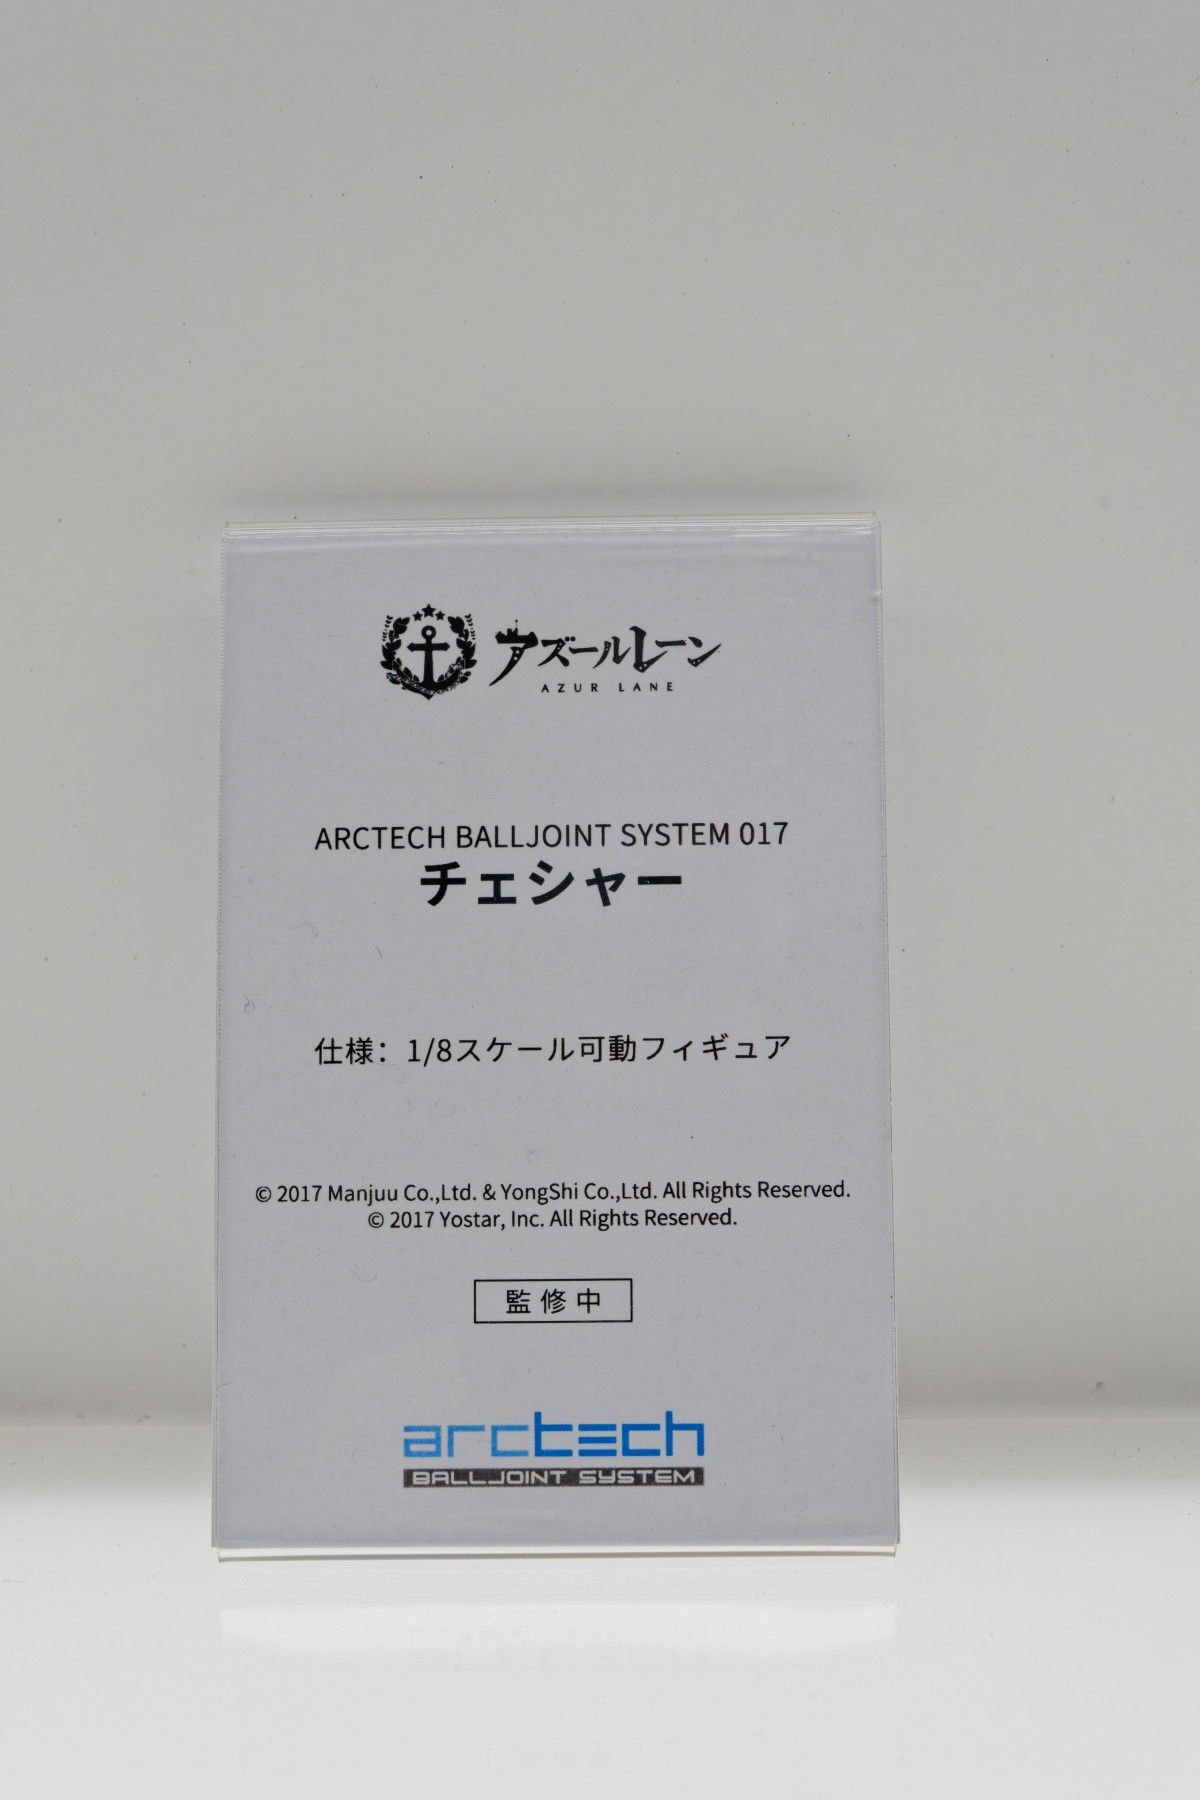 アズールレーン
AZUR LANE
ARCTECH BALLJOINT SYSTEM 017
チェシャー
仕様：1/8スケール可動フィギュア
© 2017 Manjuu Co.,Ltd. & YongShi Co.,Ltd. All Rights Reserved.
© 2017 Yostar, Inc. All Rights Reserved.
監修中
arctech
BALLJOINT SYSTEM